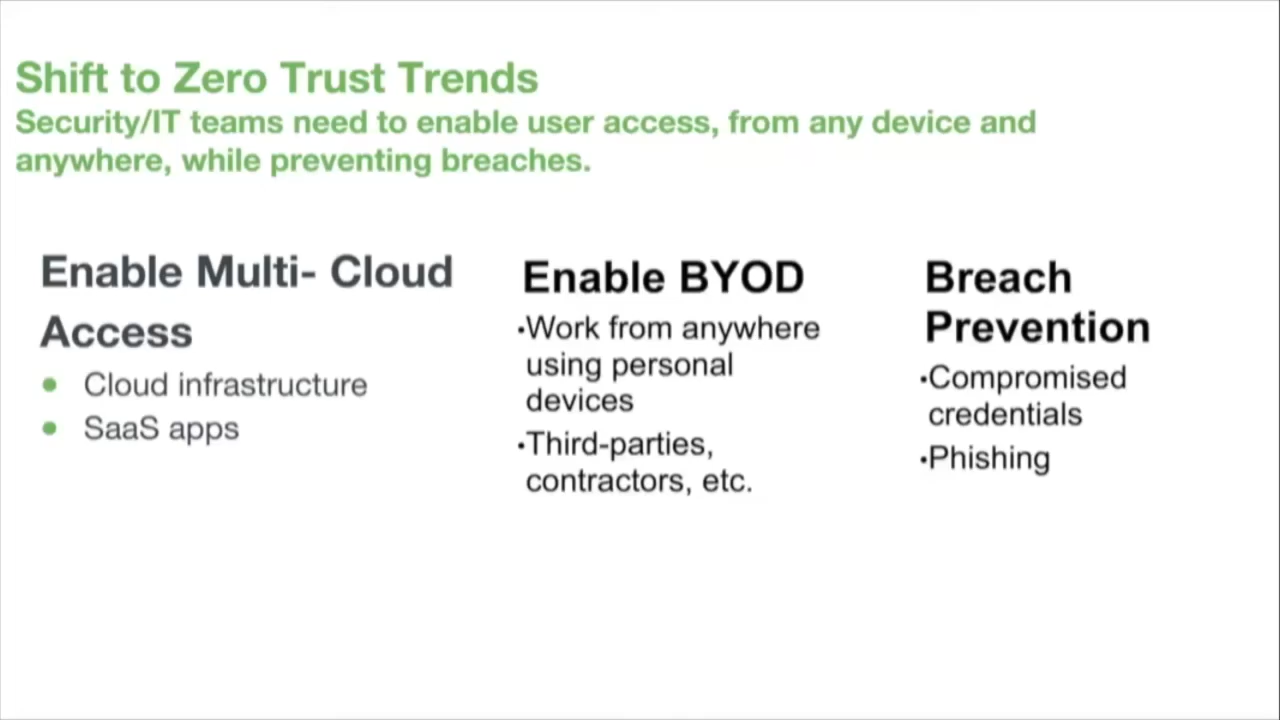 Shift to Zero Trust Trends
Security/IT teams need to enable user access, from any device and
anywhere, while preventing breaches.
Enable Multi- Cloud
Access
• Cloud infrastructure
• SaaS apps
Enable BYOD
•Work from anywhere
using personal
devices
•Third-parties,
contractors, etc.
Breach
Prevention
•Compromised
credentials
•Phishing